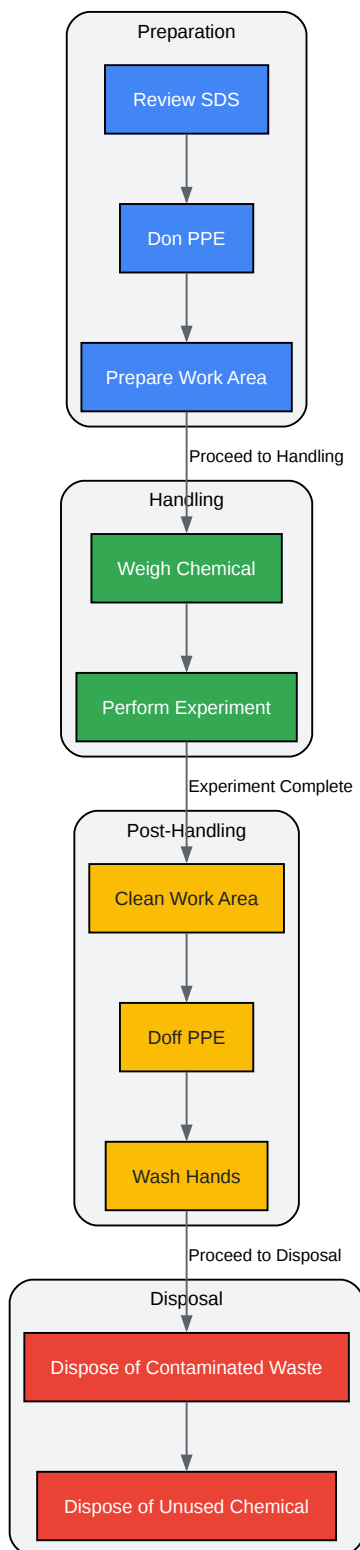 Preparation
Review SDS
Don PPE
Prepare Work Area
Proceed to Handling
Handling
Weigh Chemical
Perform Experiment
Experiment Complete
Post-Handling
Clean Work Area
Doff PPE
Wash Hands
Proceed to Disposal
Disposal
Dispose of Contaminated Waste
Dispose of Unused Chemical